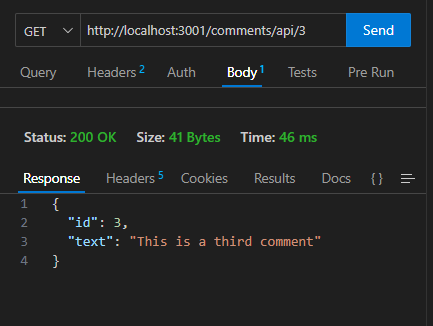 GET http://localhost:3001/comments/api/3 Send
Query Headers 2 Auth Body 1 Tests Pre Run
Status: 200 OK Size: 41 Bytes Time: 46 ms
Response Headers 5 Cookies Results Docs { }
1 {
2 "id": 3,
3 "text": "This is a third comment"
4 }